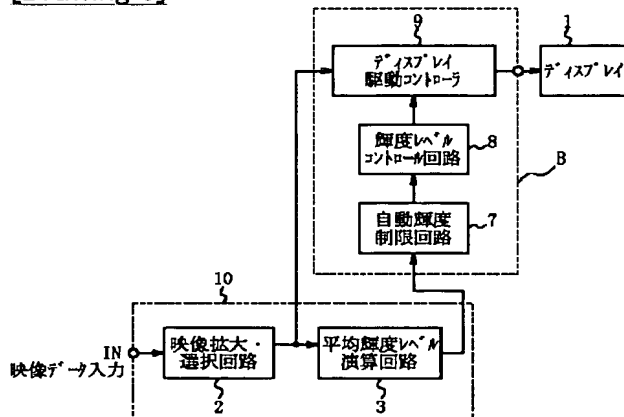 9
1
ディスプレイ
駆動コントローラ
ディスプレイ
輝度レベル
コントロール回路
8
B
自動輝度
制限回路
7
10
IN
映像データ入力
映像拡大・
選択回路
平均輝度レベル
演算回路
2
3